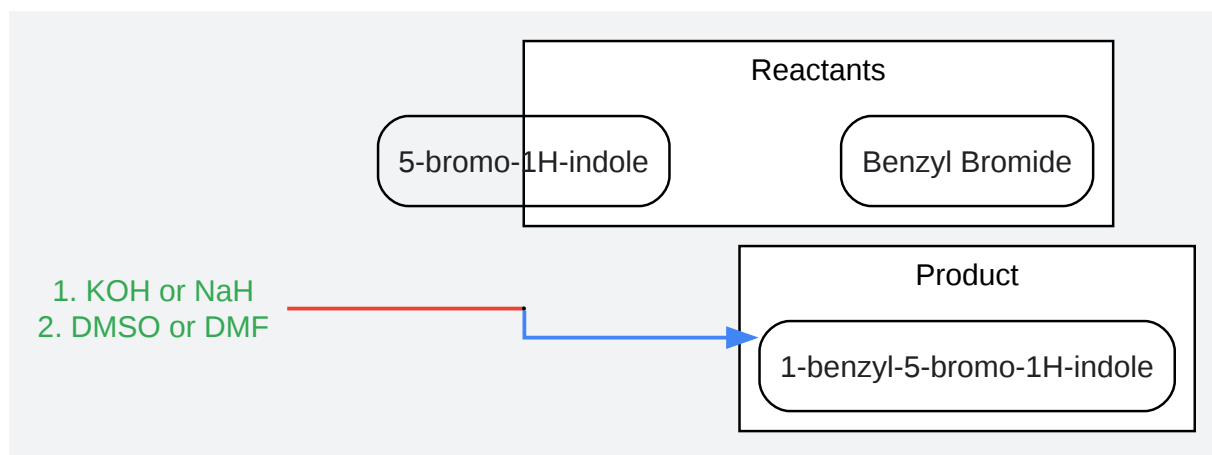 Reactants
5-bromo-1H-indole
Benzyl Bromide
1. KOH or NaH
2. DMSO or DMF
Product
1-benzyl-5-bromo-1H-indole